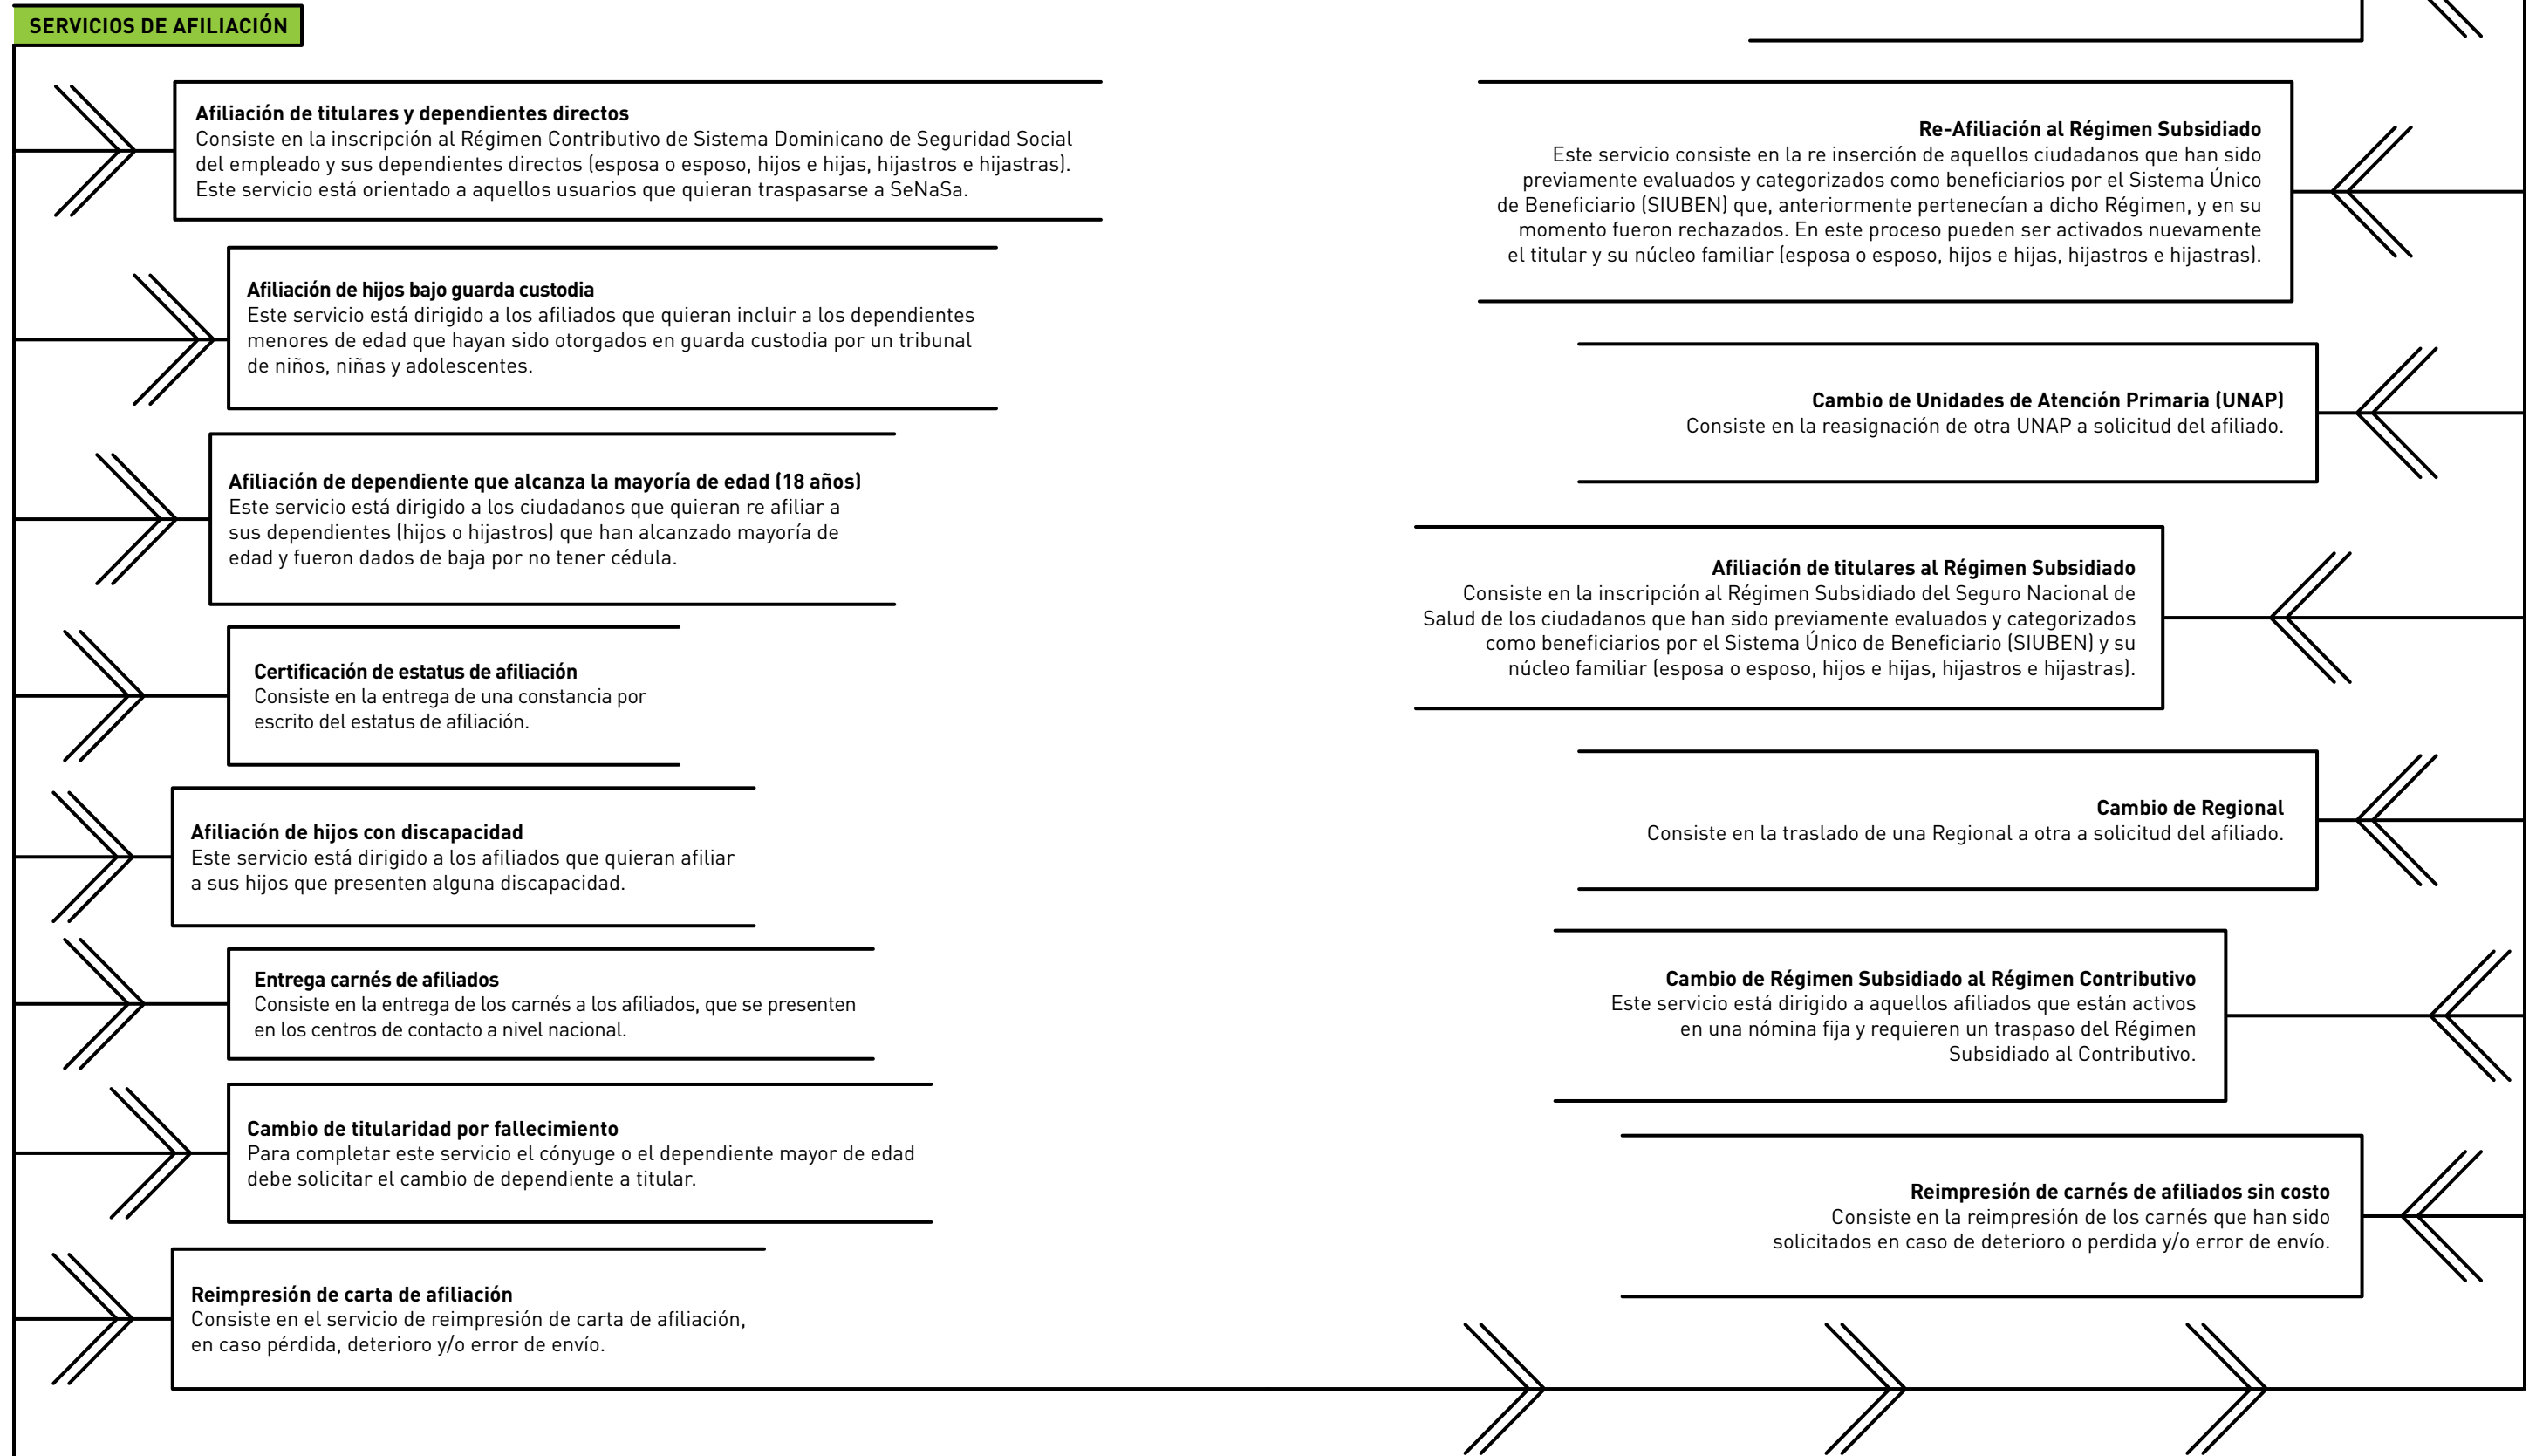 SERVICIOS DE AFILIACIÓN
Afiliación de titulares y dependientes directos
Consiste en la inscripción al Régimen Contributivo de Sistema Dominicano de Seguridad Social
del empleado y sus dependientes directos (esposa o esposo, hijos e hijas, hijastros e hijastras).
Este servicio está orientado a aquellos usuarios que quieran traspasarse a SeNaSa.
Afiliación de hijos bajo guarda custodia
Este servicio está dirigido a los afiliados que quieran incluir a los dependientes
menores de edad que hayan sido otorgados en guarda custodia por un tribunal
de niños, niñas y adolescentes.
Afiliación de dependiente que alcanza la mayoría de edad (18 años)
Este servicio está dirigido a los ciudadanos que quieran re afiliar a
sus dependientes (hijos o hijastros) que han alcanzado mayoría de
edad y fueron dados de baja por no tener cédula.
Certificación de estatus de afiliación
Consiste en la entrega de una constancia por
escrito del estatus de afiliación.
Afiliación de hijos con discapacidad
Este servicio está dirigido a los afiliados que quieran afiliar
a sus hijos que presenten alguna discapacidad.
Entrega carnés de afiliados
Consiste en la entrega de los carnés a los afiliados, que se presenten
en los centros de contacto a nivel nacional.
Cambio de titularidad por fallecimiento
Para completar este servicio el cónyuge o el dependiente mayor de edad
debe solicitar el cambio de dependiente a titular.
Reimpresión de carta de afiliación
Consiste en el servicio de reimpresión de carta de afiliación,
en caso pérdida, deterioro y/o error de envío.
Re-Afiliación al Régimen Subsidiado
Este servicio consiste en la re inserción de aquellos ciudadanos que han sido
previamente evaluados y categorizados como beneficiarios por el Sistema Único
de Beneficiario (SIUBEN) que, anteriormente pertenecían a dicho Régimen, y en su
momento fueron rechazados. En este proceso pueden ser activados nuevamente
el titular y su núcleo familiar (esposa o esposo, hijos e hijas, hijastros e hijastras).
Cambio de Unidades de Atención Primaria (UNAP)
Consiste en la reasignación de otra UNAP a solicitud del afiliado.
Afiliación de titulares al Régimen Subsidiado
Consiste en la inscripción al Régimen Subsidiado del Seguro Nacional de
Salud de los ciudadanos que han sido previamente evaluados y categorizados
como beneficiarios por el Sistema Único de Beneficiario (SIUBEN) y su
núcleo familiar (esposa o esposo, hijos e hijas, hijastros e hijastras).
Cambio de Regional
Consiste en la traslado de una Regional a otra a solicitud del afiliado.
Cambio de Régimen Subsidiado al Régimen Contributivo
Este servicio está dirigido a aquellos afiliados que están activos
en una nómina fija y requieren un traspaso del Régimen
Subsidiado al Contributivo.
Reimpresión de carnés de afiliados sin costo
Consiste en la reimpresión de los carnés que han sido
solicitados en caso de deterioro o perdida y/o error de envío.